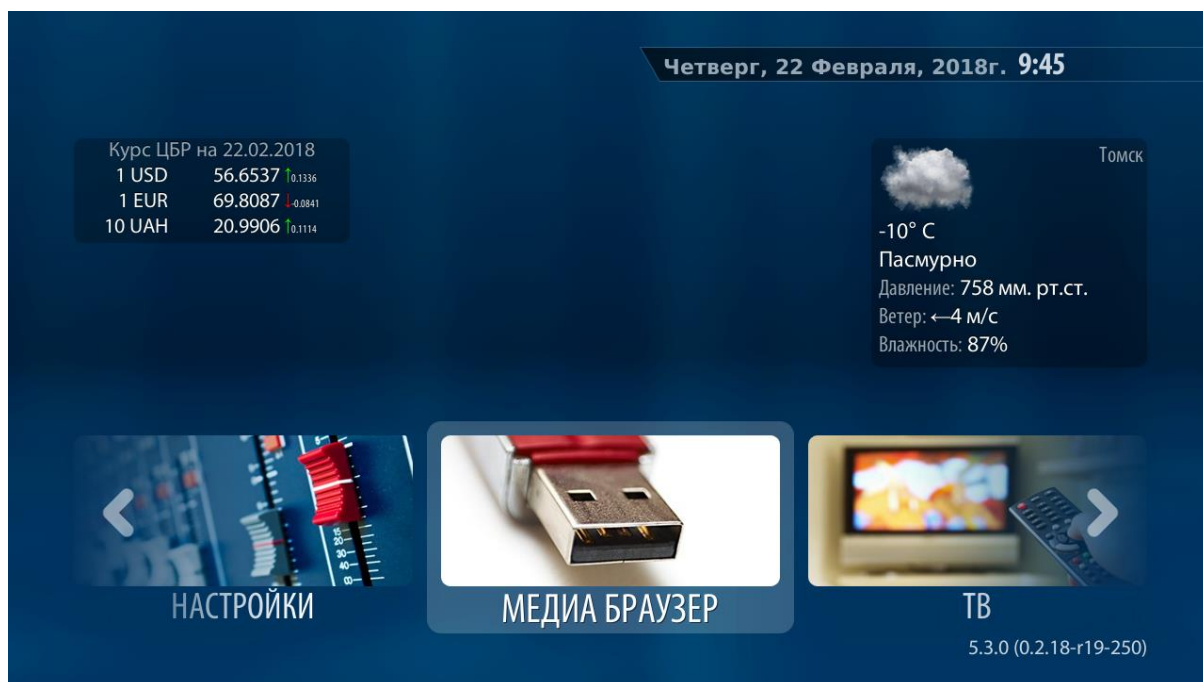 Четверг, 22 Февраля, 2018г. 9:45
Курс ЦБР на 22.02.2018
1 USD 56.6537 ↑0.1336
1 EUR 69.8087 ↓-0.0841
10 UAH 20.9906 ↑0.1114
Томск
-10° C
Пасмурно
Давление: 758 мм. рт.ст.
Ветер: ←4 м/с
Влажность: 87%
НАСТРОЙКИ
МЕДИА БРАУЗЕР
ТВ
5.3.0 (0.2.18-r19-250)